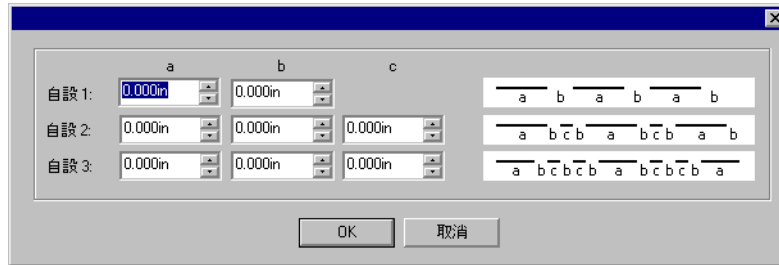 a b c
自設 1: 0.000in 0.000in a b a b a b
自設 2: 0.000in 0.000in 0.000in a b c b a b c b a b
自設 3: 0.000in 0.000in 0.000in a b c b c b a b c b c b a
OK 取消